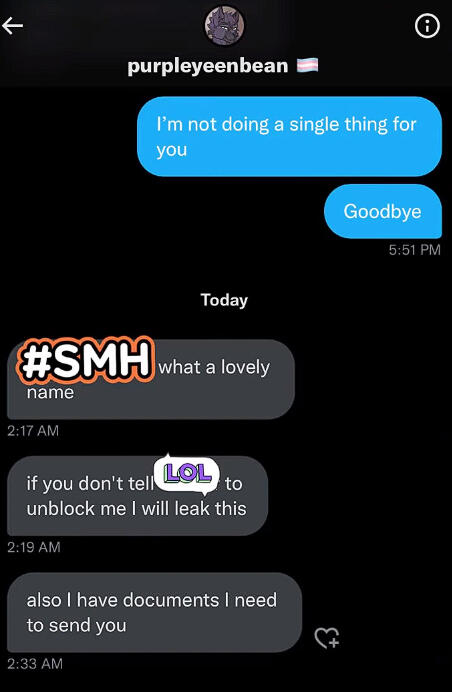 purpleyeenbean
I’m not doing a single thing for
you
Goodbye
5:51 PM
Today
#SMH what a lovely
name
2:17 AM
if you don't tell LOL to
unblock me I will leak this
2:19 AM
also I have documents I need
to send you
2:33 AM